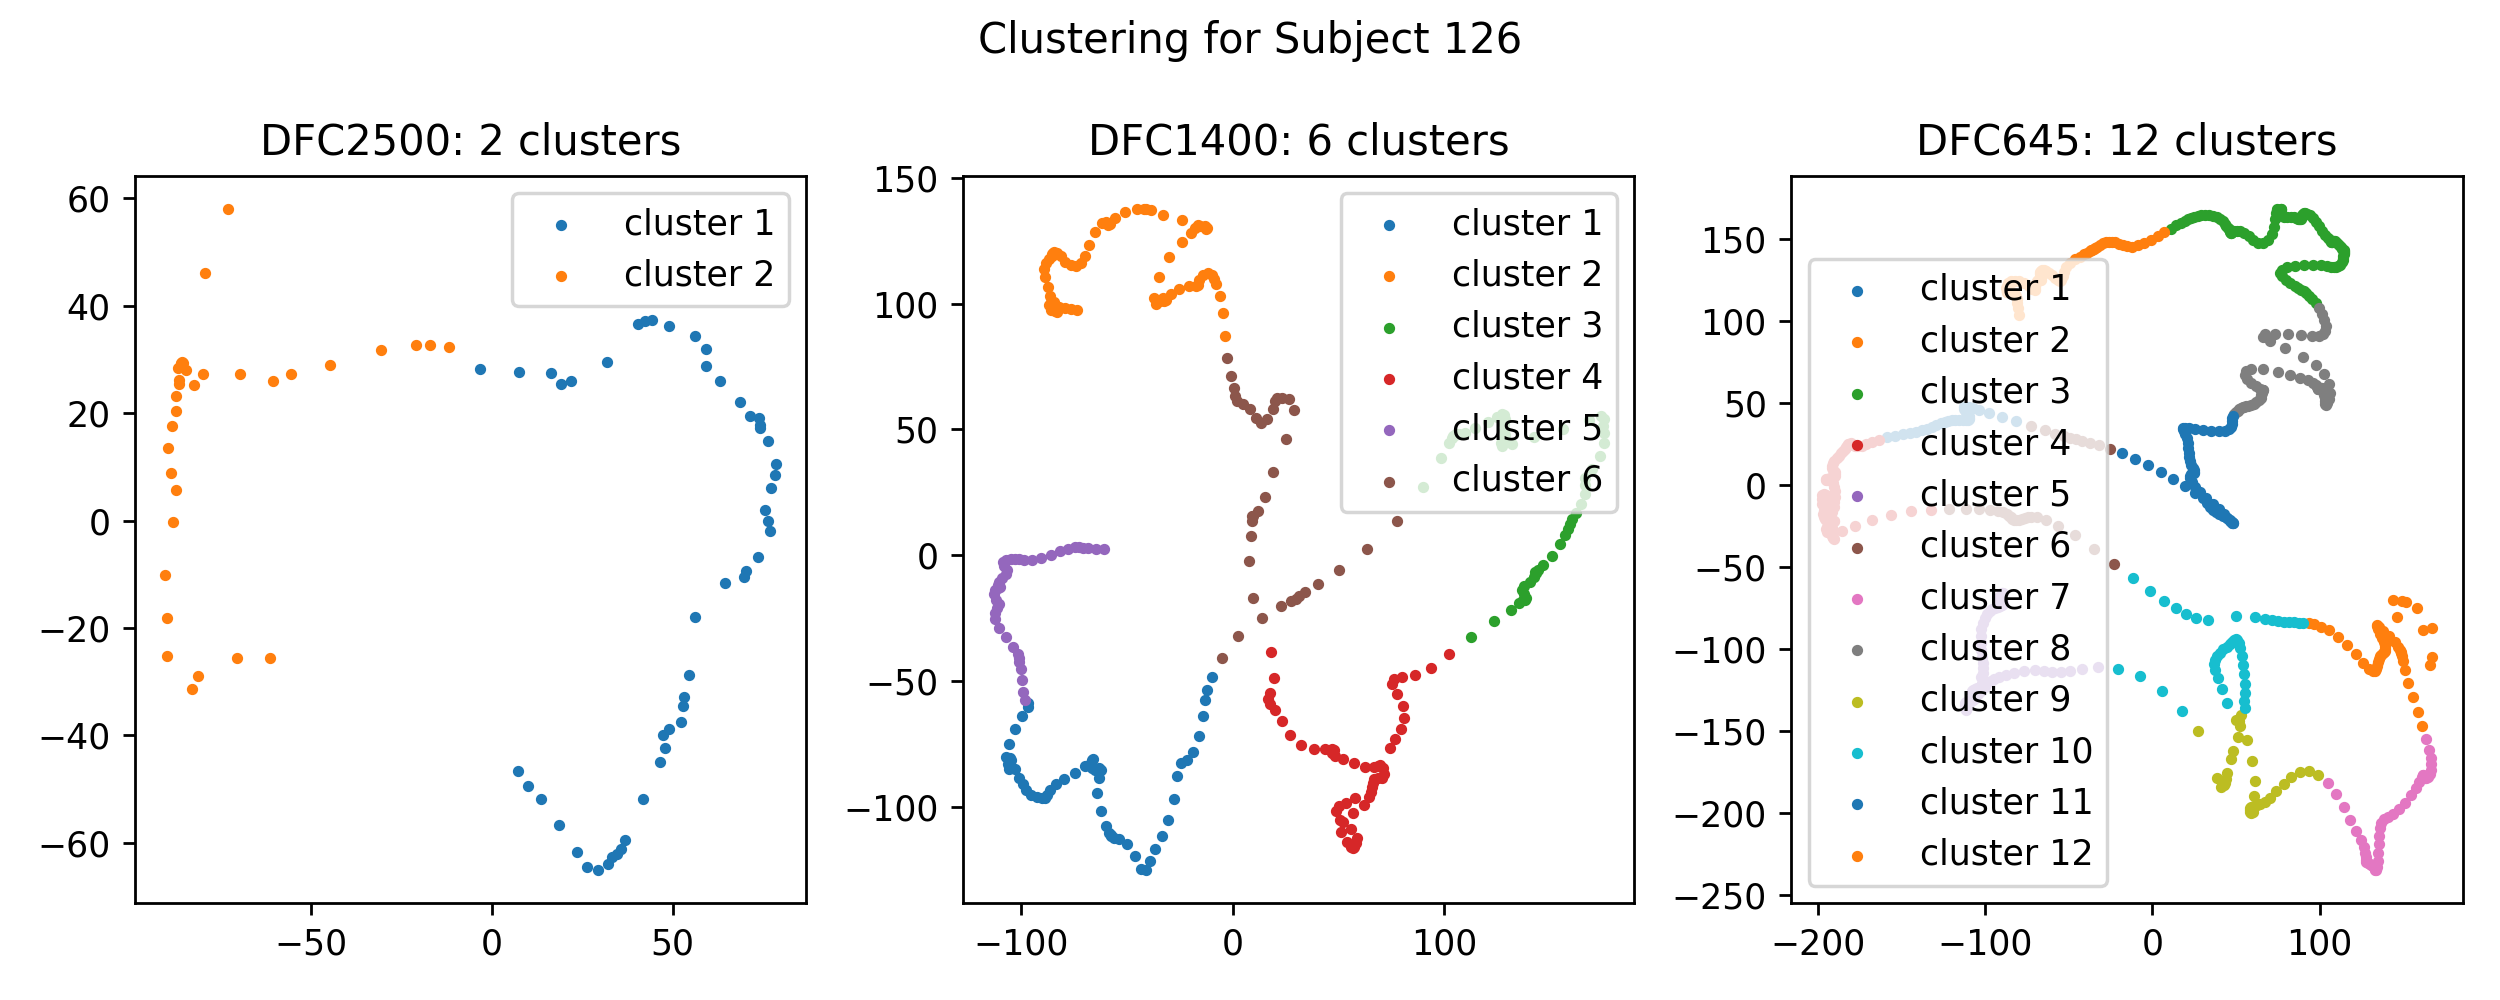 Clustering for Subject 126
DFC2500: 2 clusters
60
40
20
0
−20
−40
−60
−50
0
50
cluster 1
cluster 2
DFC1400: 6 clusters
150
100
50
0
−50
−100
−100
0
100
cluster 1
cluster 2
cluster 3
cluster 4
cluster 5
cluster 6
DFC645: 12 clusters
150
100
50
0
−50
−100
−150
−200
−250
−200
−100
0
100
cluster 1
cluster 2
cluster 3
cluster 4
cluster 5
cluster 6
cluster 7
cluster 8
cluster 9
cluster 10
cluster 11
cluster 12